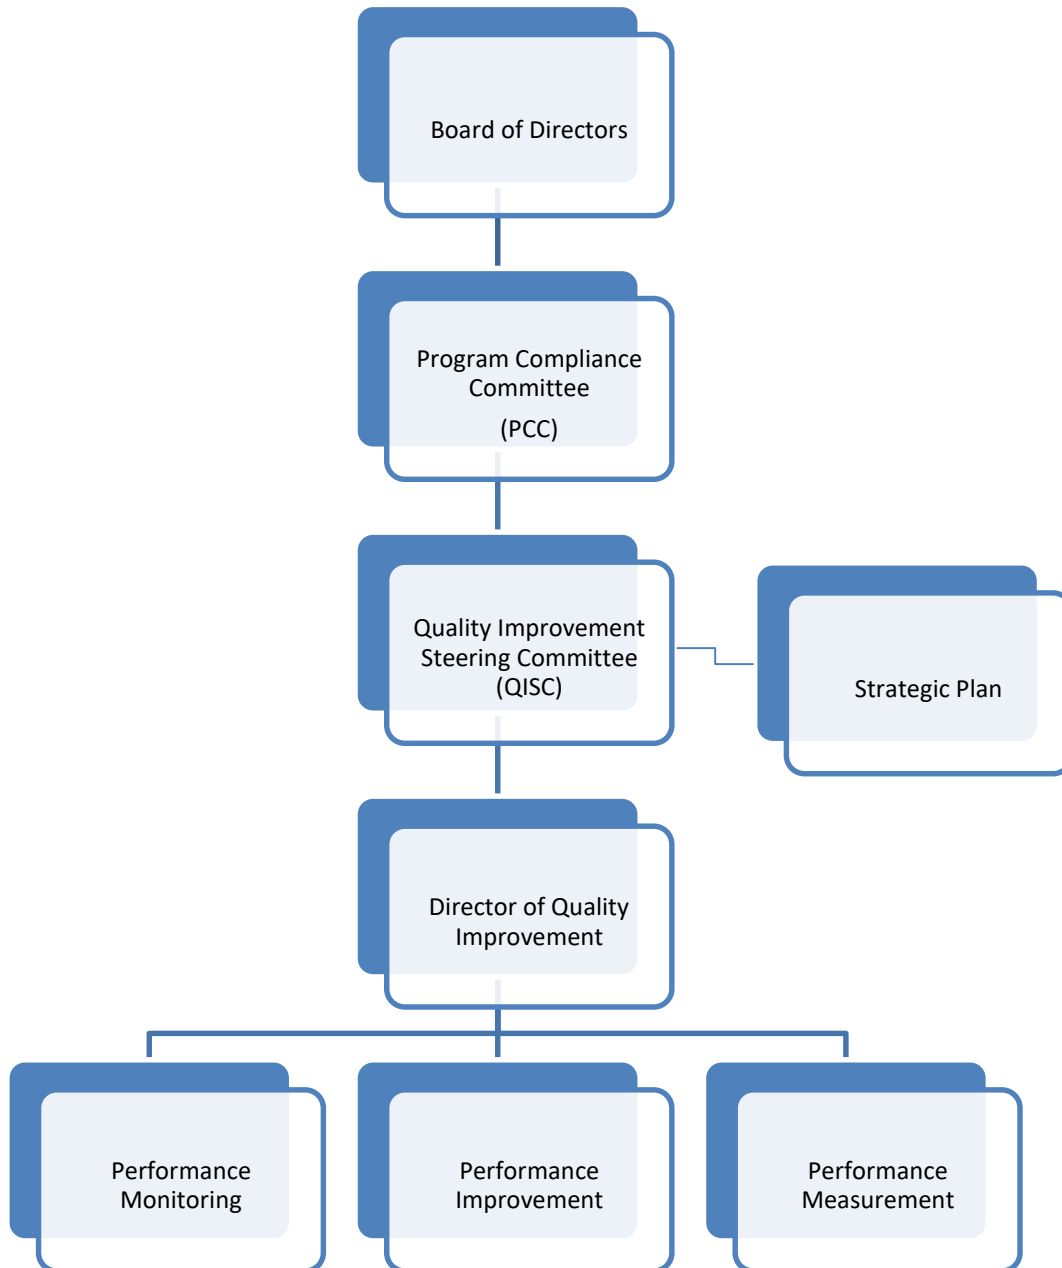 Board of Directors
Program Compliance
Committee
(PCC)
Quality Improvement
Steering Committee
(QISC)
Strategic Plan
Director of Quality
Improvement
Performance
Monitoring
Performance
Improvement
Performance
Measurement